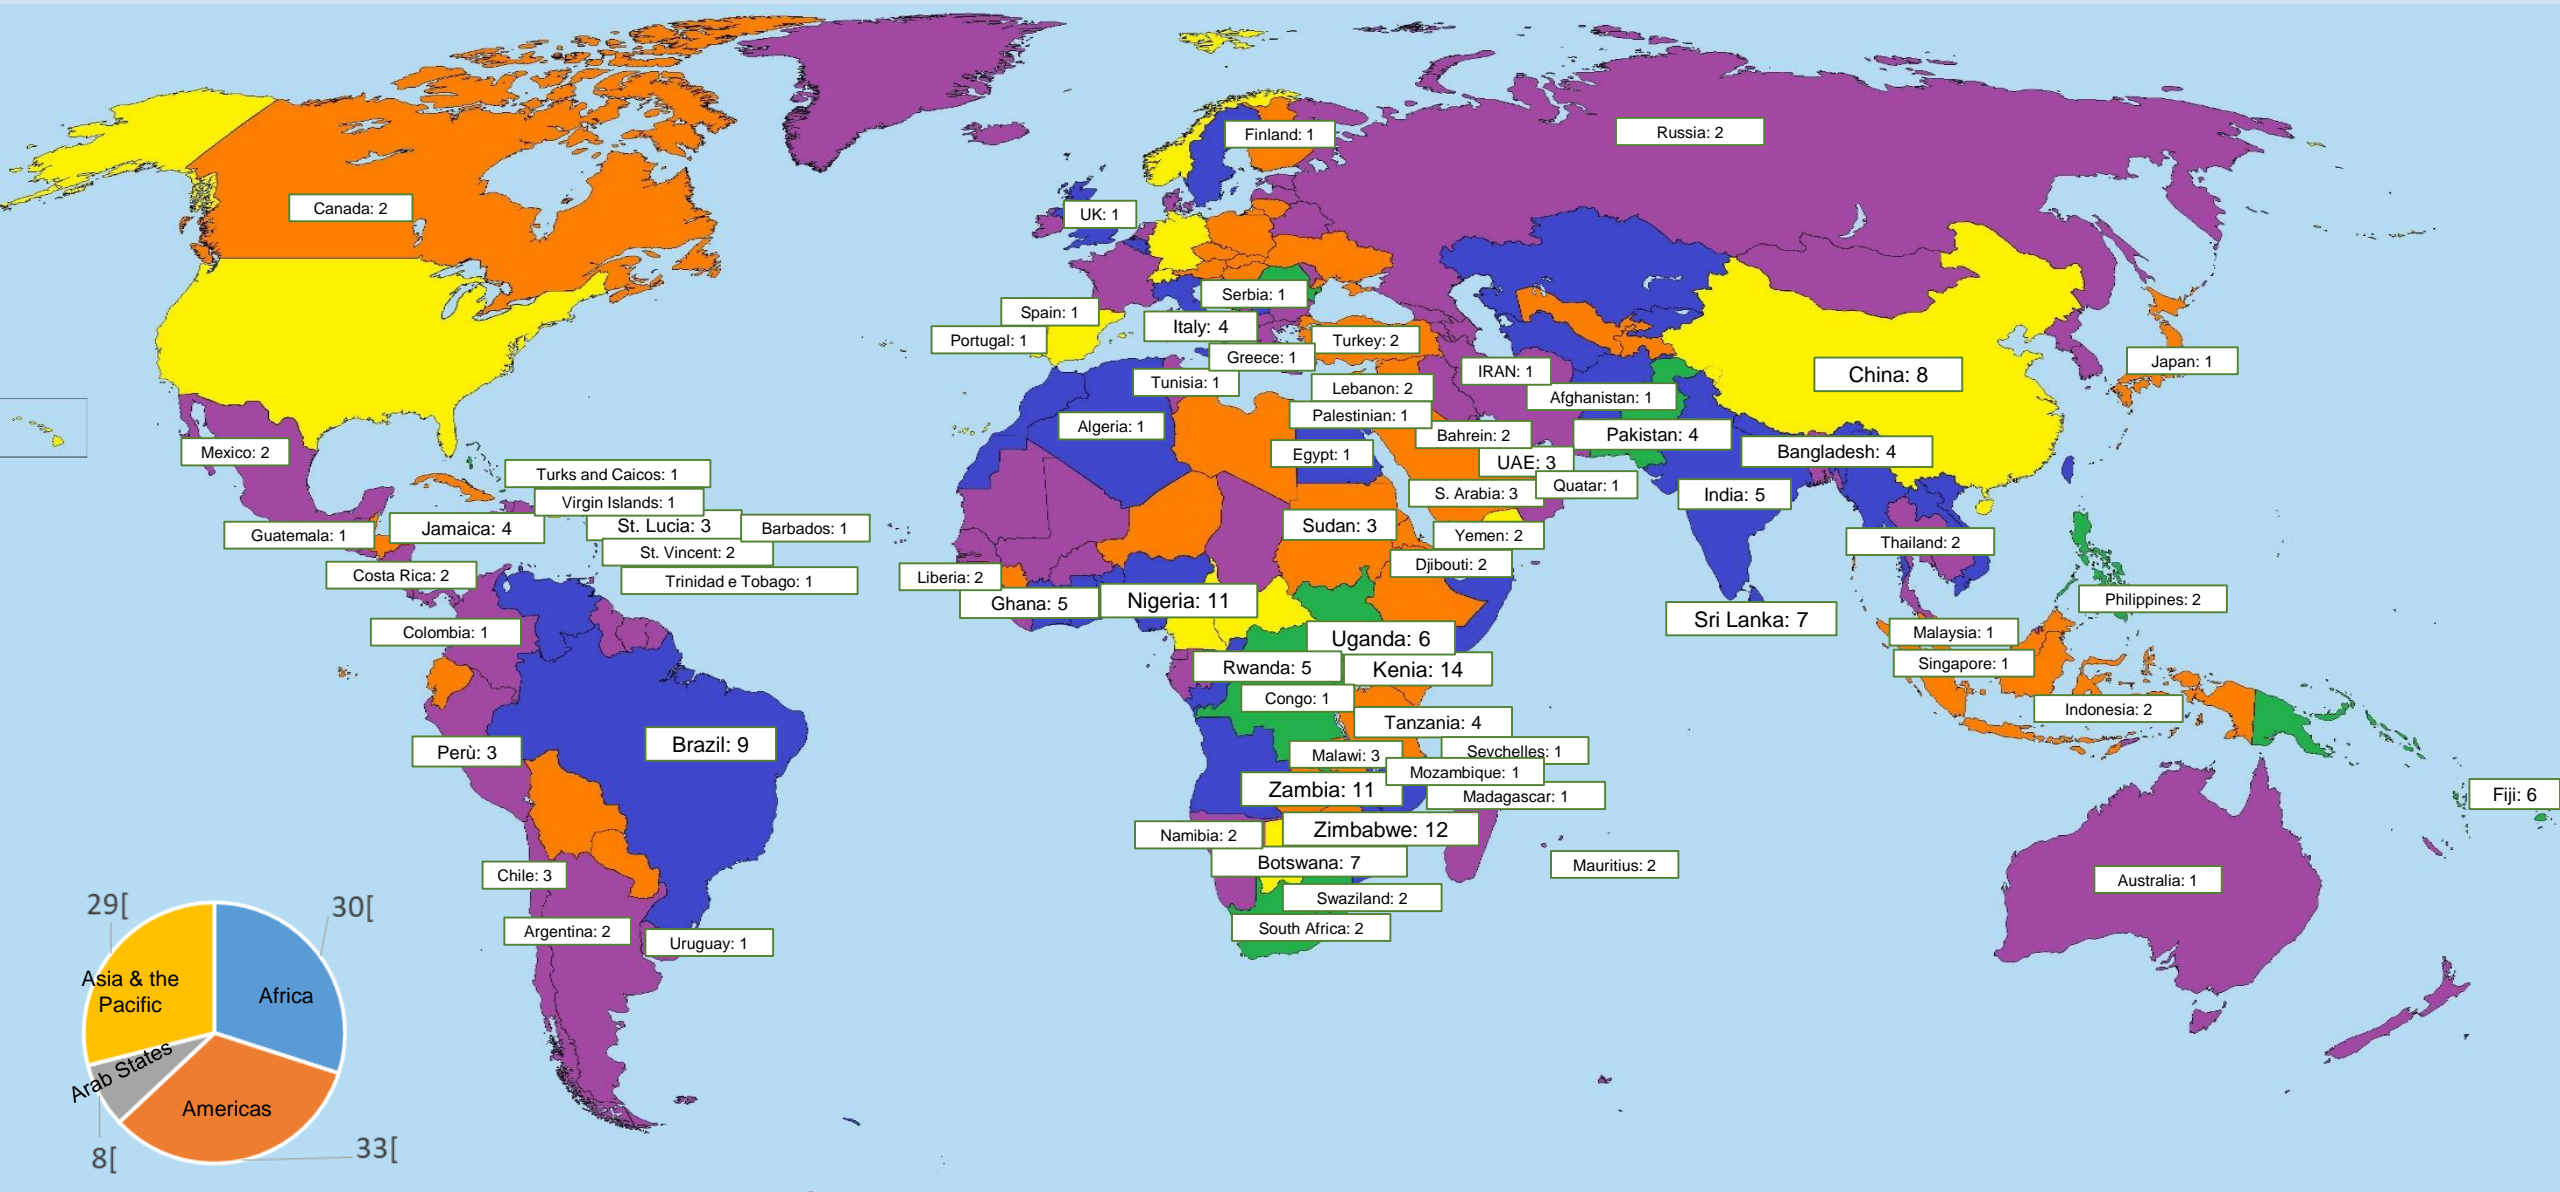 Finland: 1
Russia: 2
Canada: 2
UK: 1
Serbia: 1
Spain: 1
Italy: 4
Portugal: 1
Turkey: 2
Greece: 1
Japan: 1
IRAN: 1
China: 8
Tunisia: 1
Lebanon: 2
Afghanistan: 1
Palestinian: 1
Algeria: 1
Bahrein: 2
Pakistan: 4
Mexico: 2
Egypt: 1
Bangladesh: 4
UAE: 3
Turks and Caicos: 1
Quatar: 1
S. Arabia: 3
India: 5
Virgin Islands: 1
Guatemala: 1
Jamaica: 4
St. Lucia: 3
Barbados: 1
Sudan: 3
Yemen: 2
Thailand: 2
St. Vincent: 2
Djibouti: 2
Costa Rica: 2
Trinidad e Tobago: 1
Liberia: 2
Ghana: 5
Nigeria: 11
Philippines: 2
Sri Lanka: 7
Colombia: 1
Uganda: 6
Malaysia: 1
Rwanda: 5
Kenia: 14
Singapore: 1
Congo: 1
Indonesia: 2
Tanzania: 4
Brazil: 9
Perù: 3
Malawi: 3
Seychelles: 1
Mozambique: 1
Zambia: 11
Madagascar: 1
Fiji: 6
Namibia: 2
Zimbabwe: 12
Botswana: 7
Mauritius: 2
Chile: 3
Australia: 1
Swaziland: 2
South Africa: 2
Argentina: 2
Uruguay: 1
29[
30[
Asia & the
Pacific
Africa
Arab States
Americas
8[
33[